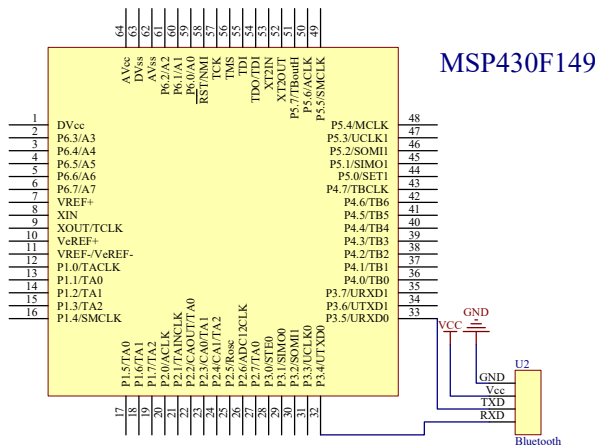 MSP430F149
64 63 62 61 60 59 58 57 56 55 54 53 52 51 50 49
AVcc
DVss
AVss
P6.2/A2
P6.1/A1
P6.0/A0
RST/NMI
TCK
TMS
TDI
TDO/TDI
XT2IN
XT2OUT
P5.7/TBoutH
P5.6/ACLK
P5.5/SMCLK
1 DVcc
2 P6.3/A3
3 P6.4/A4
4 P6.5/A5
5 P6.6/A6
6 P6.7/A7
7 VREF+
8 XIN
9 XOUT/TCLK
10 VeREF+
11 VREF-/VeREF-
12 P1.0/TACLK
13 P1.1/TA0
14 P1.2/TA1
15 P1.3/TA2
16 P1.4/SMCLK
P5.4/MCLK 48
P5.3/UCLK1 47
P5.2/SOMI1 46
P5.1/SIMO1 45
P5.0/SET1 44
P4.7/TBCLK 43
P4.6/TB6 42
P4.5/TB5 41
P4.4/TB4 40
P4.3/TB3 39
P4.2/TB2 38
P4.1/TB1 37
P4.0/TB0 36
P3.7/URXD1 35
P3.6/UTXD1 34
P3.5/URXD0 33
P1.5/TA0
P1.6/TA1
P1.7/TA2
P2.0/ACLK
P2.1/TAINCLK
P2.2/CAOUT/TA0
P2.3/CA0/TA1
P2.4/CA1/TA2
P2.5/Rosc
P2.6/ADC12CLK
P2.7/TA0
P3.0/STE0
P3.1/SIMO0
P3.2/SOMI1
P3.3/UCLK0
P3.4/UTXD0
17 18 19 20 21 22 23 24 25 26 27 28 29 30 31 32
GND
VCC
U2
GND
Vcc
TXD
RXD
Bluetooth